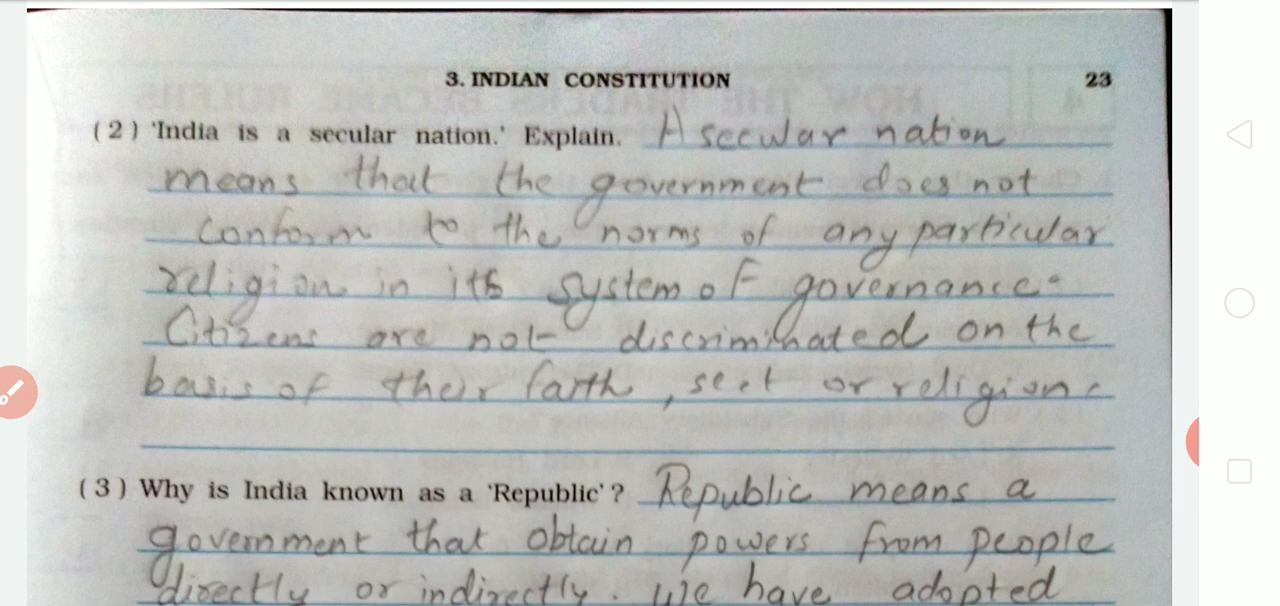 3. INDIAN CONSTITUTION 23
( 2 ) 'India is a secular nation.' Explain. A secular nation
means that the government does not
conform to the norms of any particular
religion in its system of governance.
Citizens are not discriminated on the
basis of their faith, sect or religion.
( 3 ) Why is India known as a 'Republic' ? Republic means a
government that obtain powers from people
directly or indirectly. We have adopted